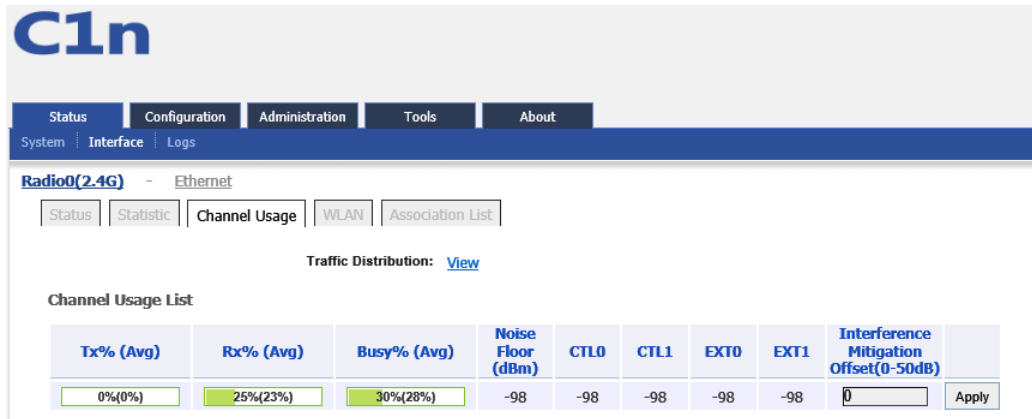 C1n
Status Configuration Administration Tools About
System Interface Logs
Radio0(2.4G) - Ethernet
Status Statistic Channel Usage WLAN Association List
Traffic Distribution: View
Channel Usage List
Tx% (Avg) Rx% (Avg) Busy% (Avg) Noise Floor (dBm) CTL0 CTL1 EXT0 EXT1 Interference Mitigation Offset(0-50dB)
0%(0%) 25%(23%) 30%(28%) -98 -98 -98 -98 -98 0 Apply